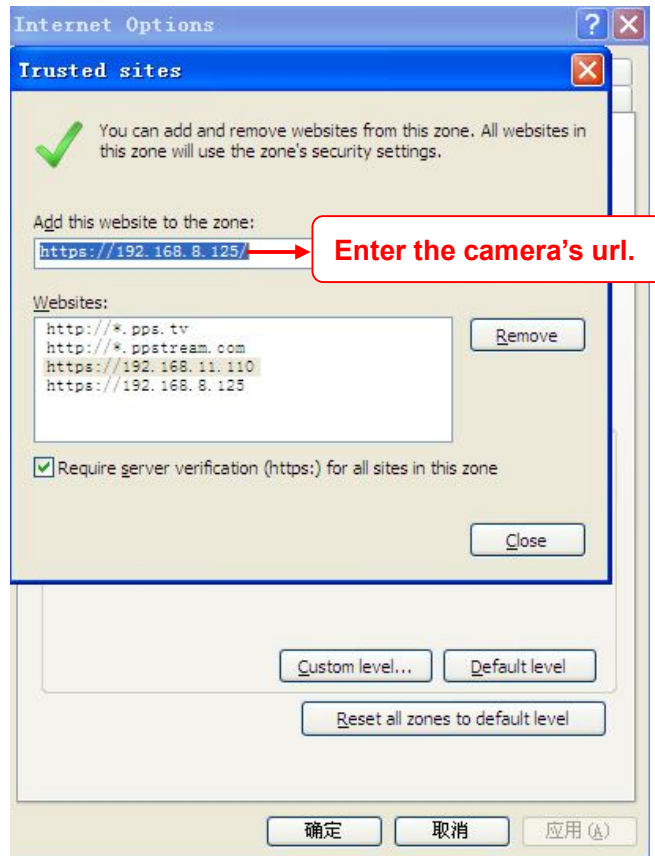 Internet Options
Trusted sites
You can add and remove websites from this zone. All websites in
this zone will use the zone's security settings.
Add this website to the zone:
https://192.168.8.125/
Enter the camera’s url.
Websites:
http://*.pps.tv
http://*.ppstream.com
https://192.168.11.110
https://192.168.8.125
Remove
Require server verification (https:) for all sites in this zone
Close
Custom level...
Default level
Reset all zones to default level
确定
取消
应用(A)